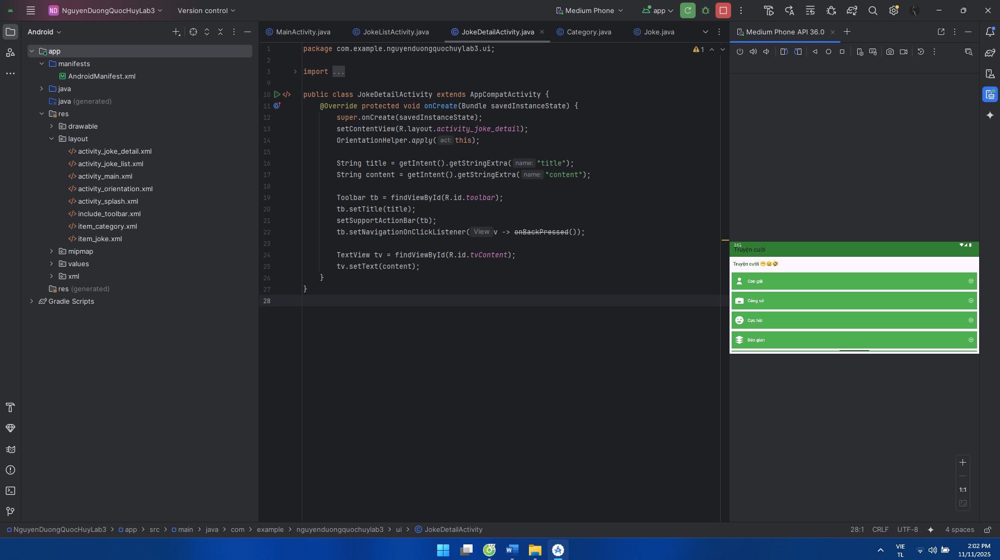 ND NguyenDuongQuocHuyLab3 Version control Medium Phone app
Android
app
manifests
AndroidManifest.xml
java
java (generated)
res
drawable
layout
activity_joke_detail.xml
activity_joke_list.xml
activity_main.xml
activity_orientation.xml
activity_splash.xml
include_toolbar.xml
item_category.xml
item_joke.xml
mipmap
values
xml
res (generated)
Gradle Scripts
MainActivity.java JokeListActivity.java JokeDetailActivity.java Category.java Joke.java
1 package com.example.nguyenduongquochuylab3.ui;
1
2
3 import ...
9
10 public class JokeDetailActivity extends AppCompatActivity {
11 @Override protected void onCreate(Bundle savedInstanceState) {
12 super.onCreate(savedInstanceState);
13 setContentView(R.layout.activity_joke_detail);
14 OrientationHelper.apply( act: this);
15
16 String title = getIntent().getStringExtra( name: "title");
17 String content = getIntent().getStringExtra( name: "content");
18
19 Toolbar tb = findViewById(R.id.toolbar);
20 tb.setTitle(title);
21 setSupportActionBar(tb);
22 tb.setNavigationOnClickListener( View v -> onBackPressed());
23
24 TextView tv = findViewById(R.id.tvContent);
25 tv.setText(content);
26 }
27 }
28
Medium Phone API 36.0
2:02
Truyện cười
Truyện cười 😁😄🤣
Con gái
Công sở
Cực hài
Dân gian
1:1
NguyenDuongQuocHuyLab3 > app > src > main > java > com > example > nguyenduongquochuylab3 > ui > JokeDetailActivity
28:1 CRLF UTF-8 4 spaces
VIE
TL
2:02 PM
11/11/2025